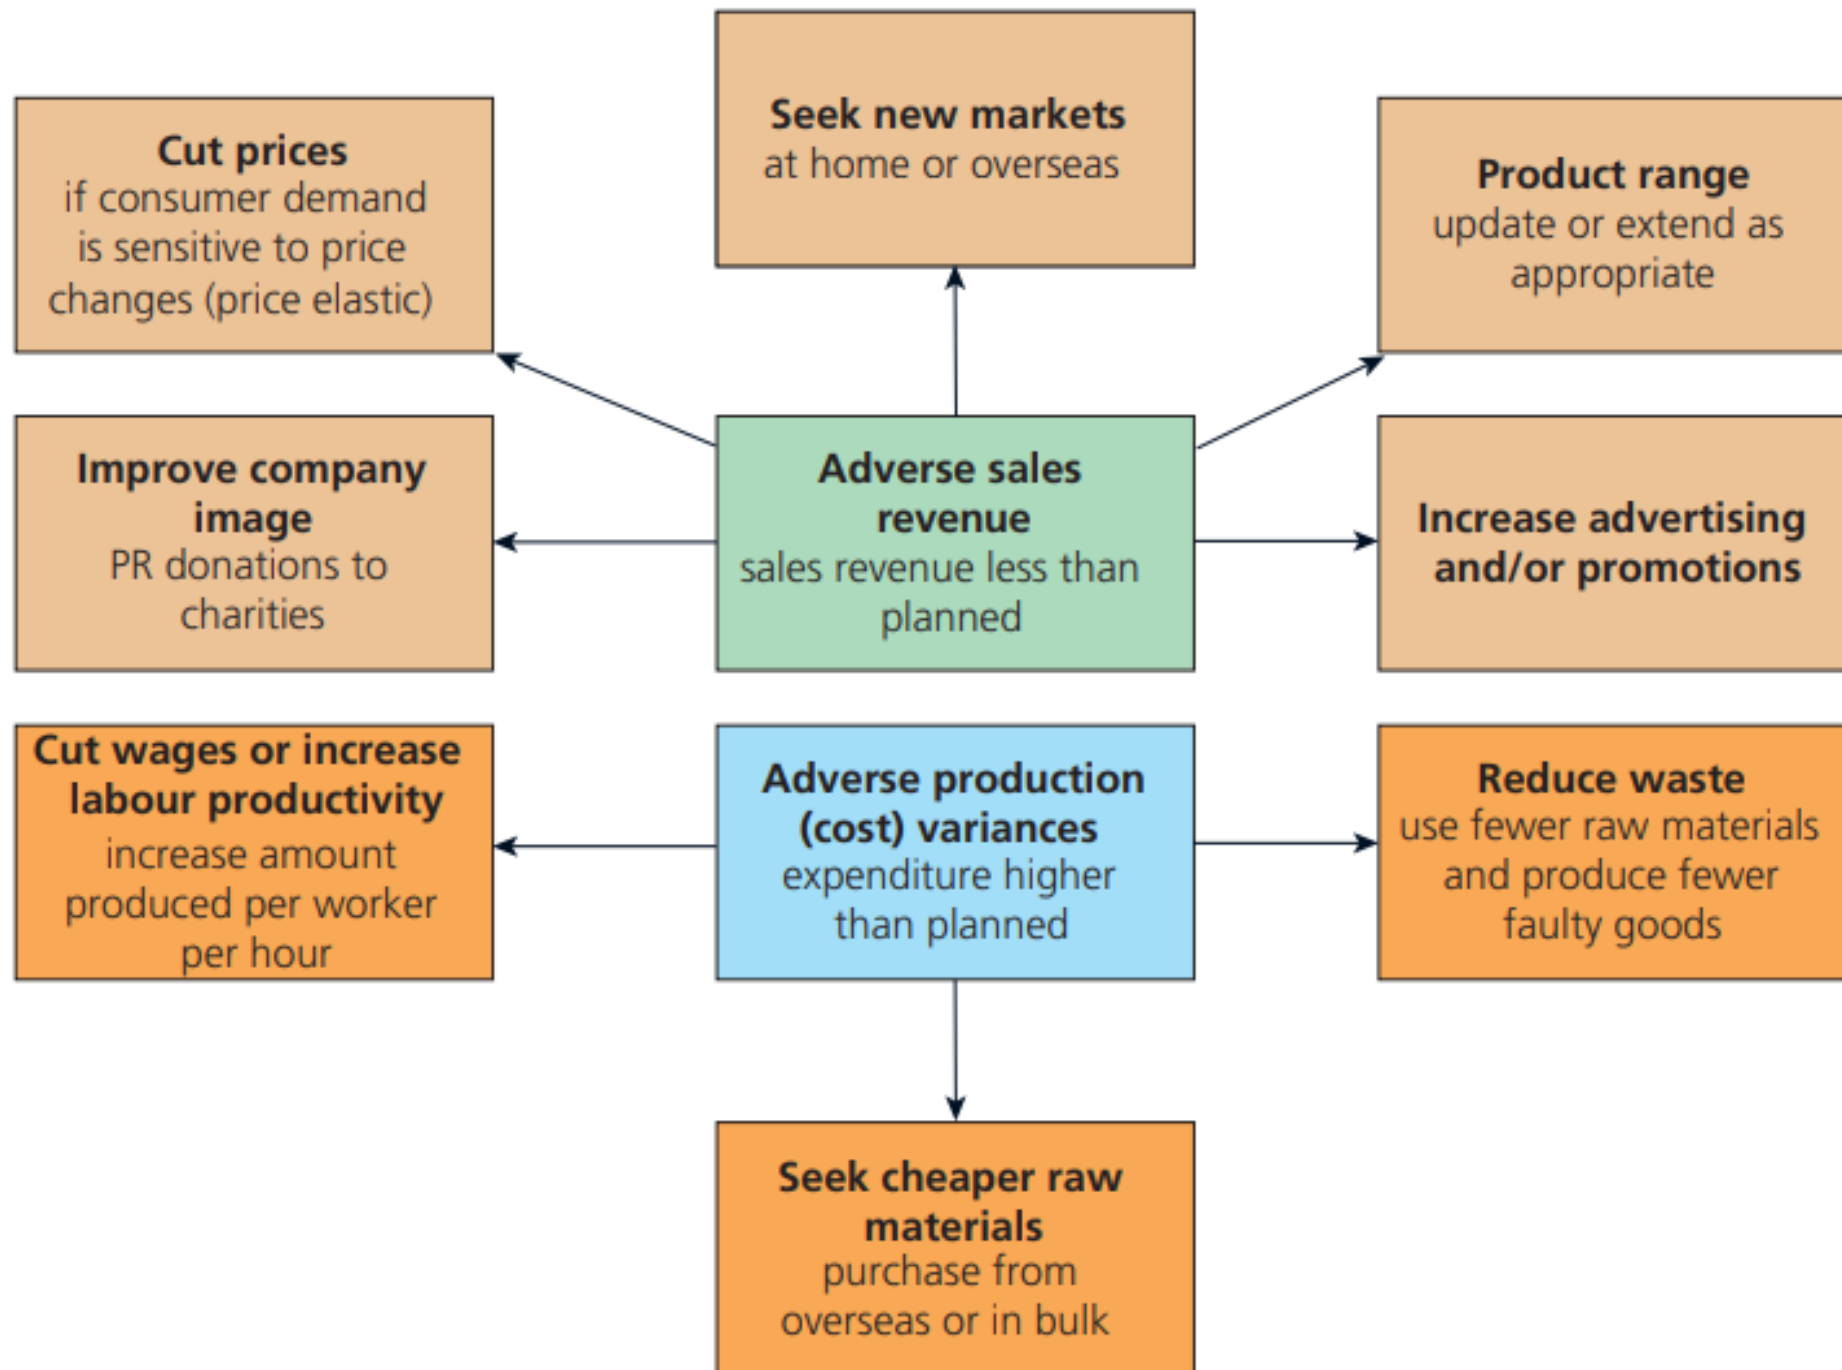 Seek new markets
at home or overseas
Cut prices
if consumer demand
is sensitive to price
changes (price elastic)
Product range
update or extend as
appropriate
Improve company
image
PR donations to
charities
Adverse sales
revenue
sales revenue less than
planned
Increase advertising
and/or promotions
Cut wages or increase
labour productivity
increase amount
produced per worker
per hour
Adverse production
(cost) variances
expenditure higher
than planned
Reduce waste
use fewer raw materials
and produce fewer
faulty goods
Seek cheaper raw
materials
purchase from
overseas or in bulk